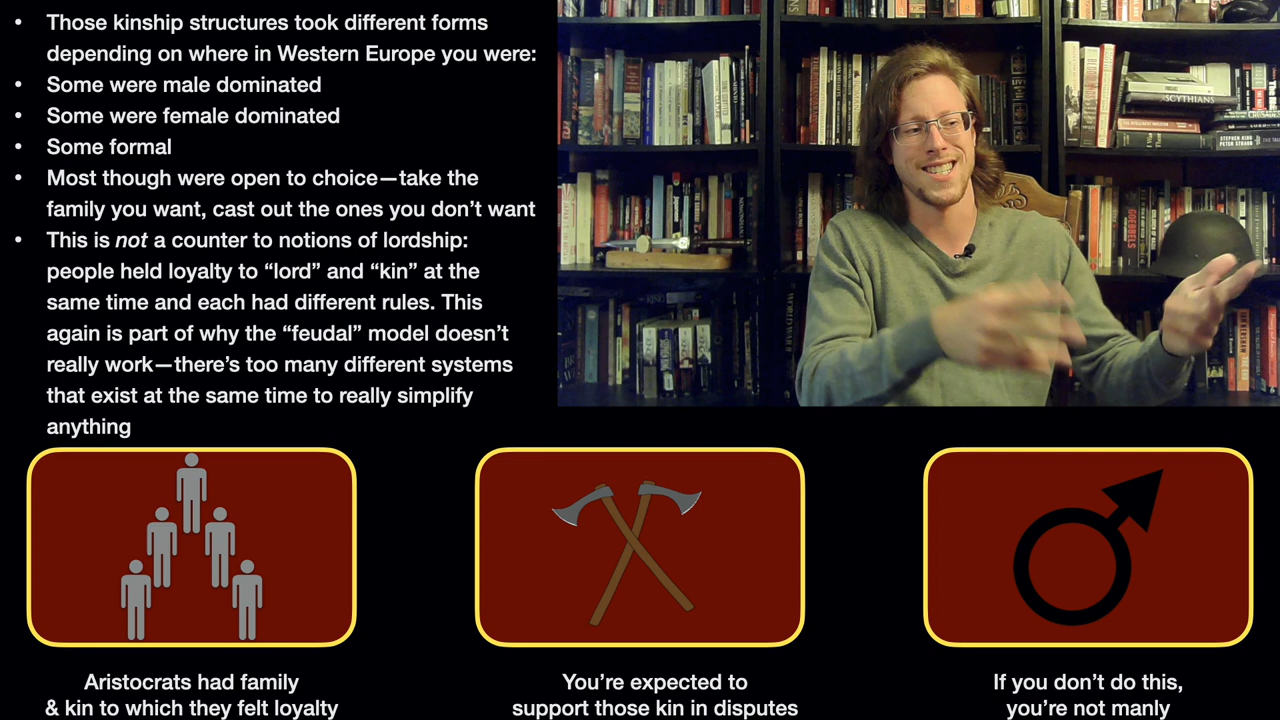 • Those kinship structures took different forms
depending on where in Western Europe you were:
• Some were male dominated
• Some were female dominated
• Some formal
• Most though were open to choice—take the
family you want, cast out the ones you don’t want
• This is not a counter to notions of lordship:
people held loyalty to “lord” and “kin” at the
same time and each had different rules. This
again is part of why the “feudal” model doesn’t
really work—there’s too many different systems
that exist at the same time to really simplify
anything
SCYTHIANS
STEPHEN KING
PETER STRAUB
GOEBBELS
Aristocrats had family
& kin to which they felt loyalty
You’re expected to
support those kin in disputes
If you don’t do this,
you’re not manly